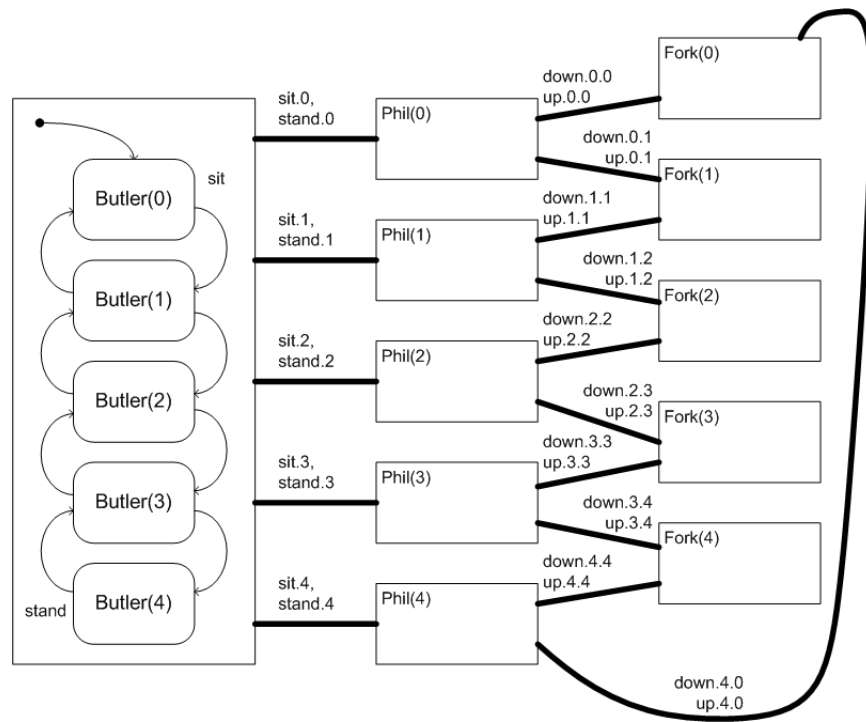 Butler(0)
sit
Butler(1)
Butler(2)
Butler(3)
Butler(4)
stand
sit.0,
stand.0
sit.1,
stand.1
sit.2,
stand.2
sit.3,
stand.3
sit.4,
stand.4
Phil(0)
Phil(1)
Phil(2)
Phil(3)
Phil(4)
down.0.0
up.0.0
down.0.1
up.0.1
down.1.1
up.1.1
down.1.2
up.1.2
down.2.2
up.2.2
down.2.3
up.2.3
down.3.3
up.3.3
down.3.4
up.3.4
down.4.4
up.4.4
down.4.0
up.4.0
Fork(0)
Fork(1)
Fork(2)
Fork(3)
Fork(4)